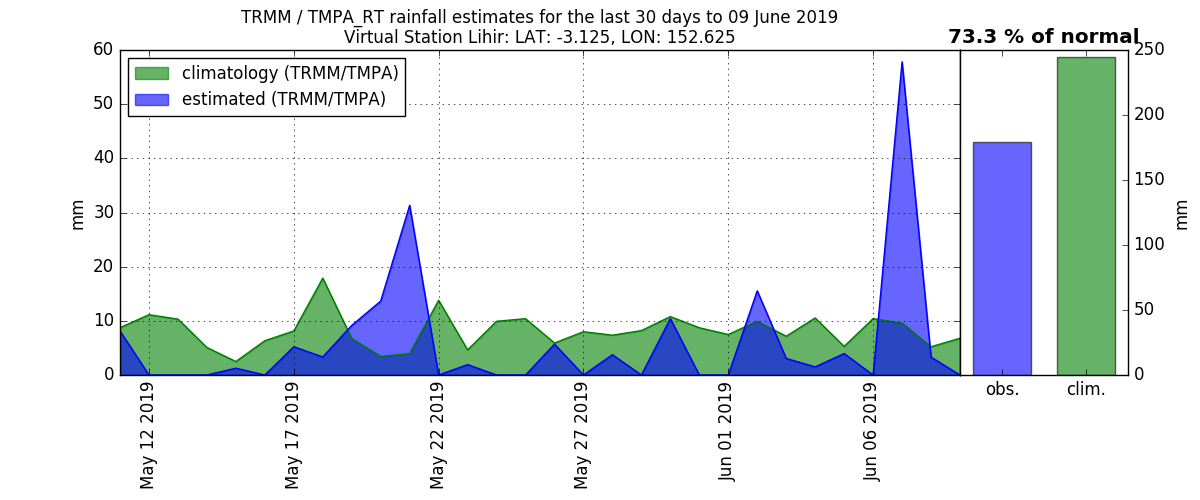 TRMM / TMPA_RT rainfall estimates for the last 30 days to 09 June 2019
Virtual Station Lihir: LAT: -3.125, LON: 152.625
73.3 % of normal
climatology (TRMM/TMPA)
estimated (TRMM/TMPA)
60
50
40
30
20
10
0
mm
May 12 2019
May 17 2019
May 22 2019
May 27 2019
Jun 01 2019
Jun 06 2019
250
200
150
100
50
0
mm
obs.
clim.